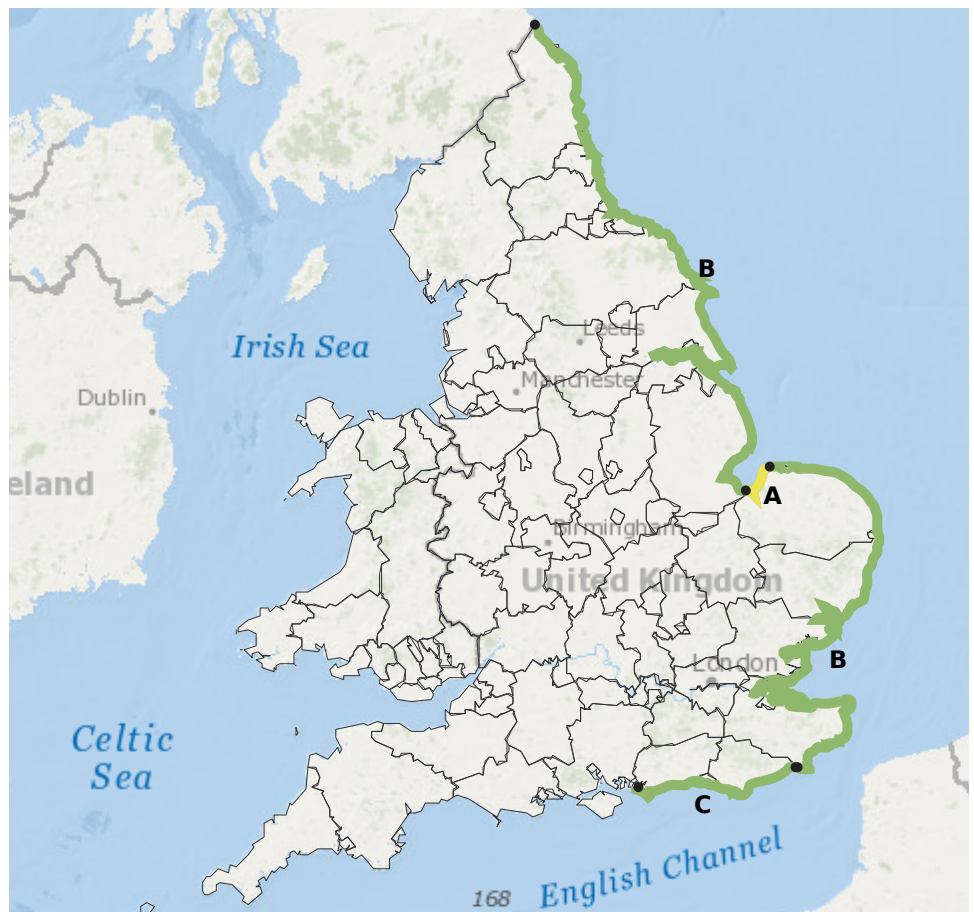 B
Irish Sea
Leeds
Manchester
Dublin
eland
A
Birmingham
United Kingdom
London
B
Celtic
Sea
C
English Channel
168